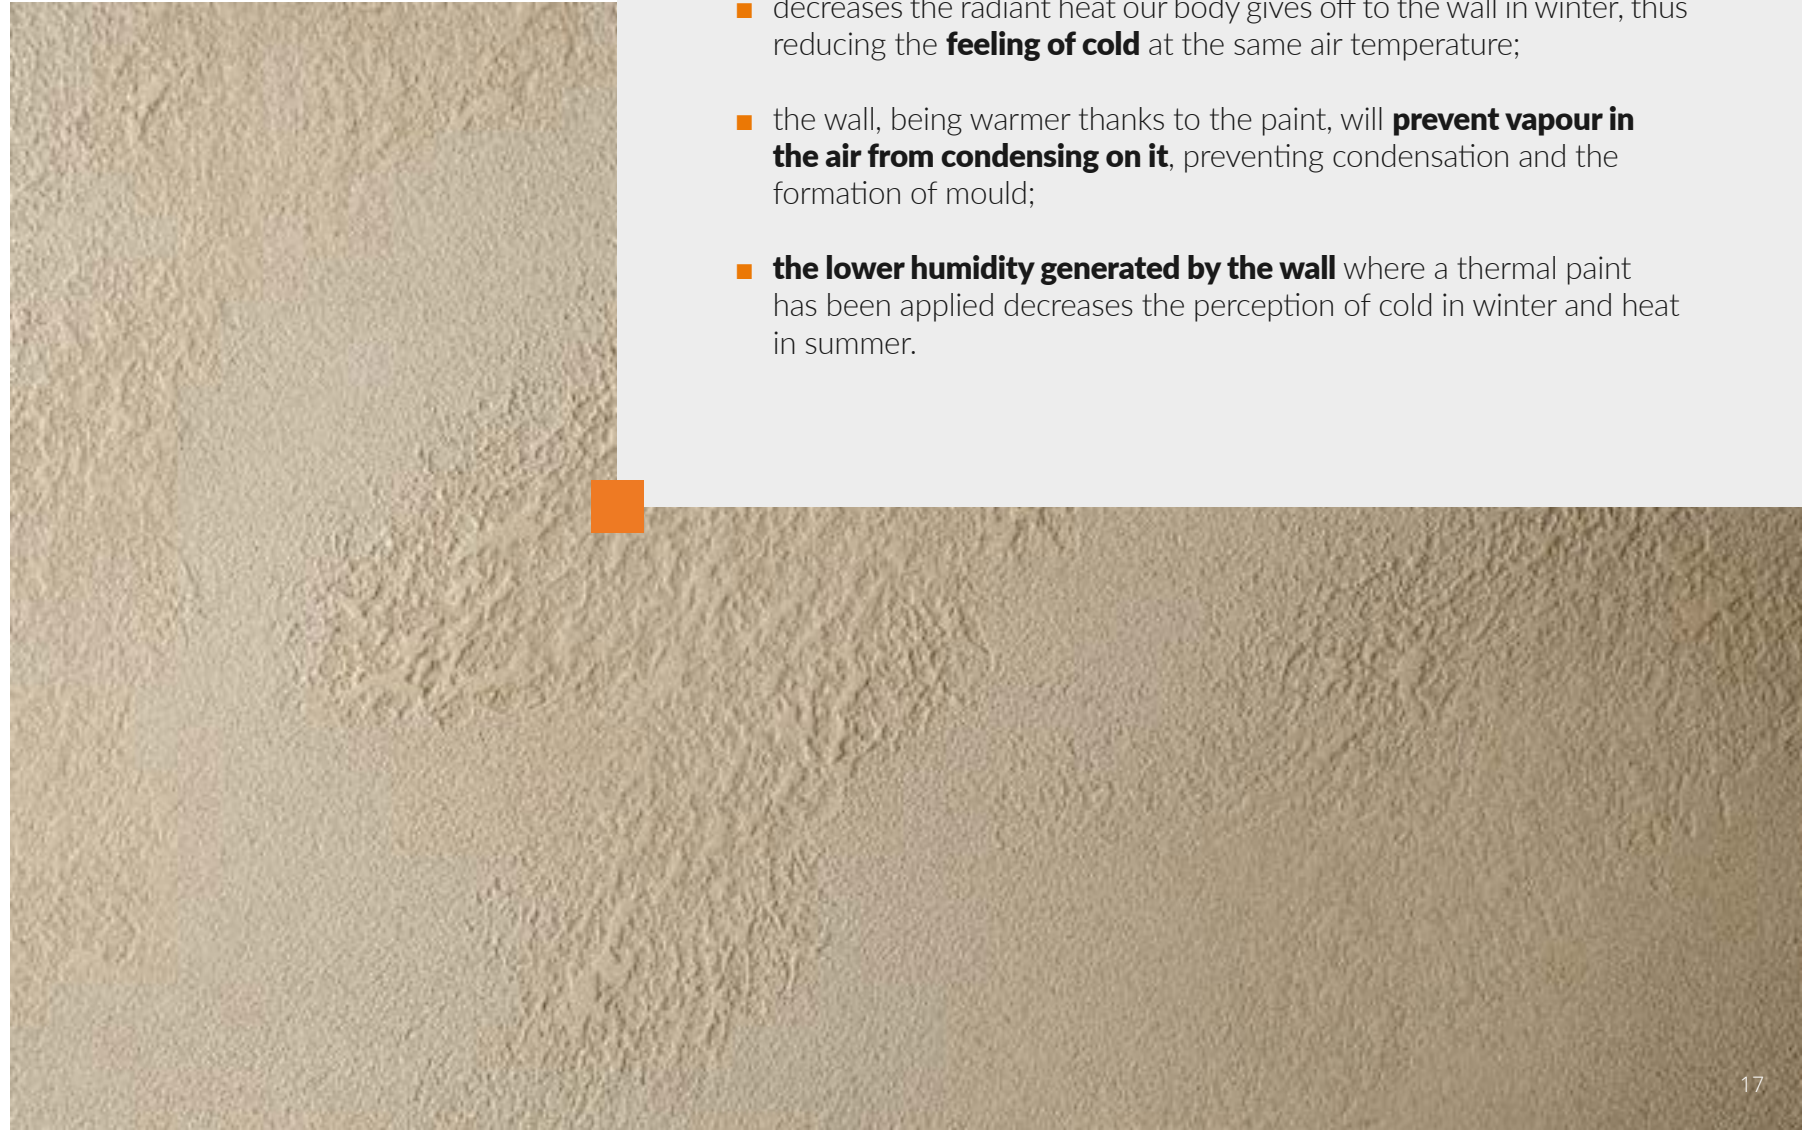 decreases the radiant heat our body gives off to the wall in winter, thus
reducing the feeling of cold at the same air temperature;
the wall, being warmer thanks to the paint, will prevent vapour in
the air from condensing on it, preventing condensation and the
formation of mould;
the lower humidity generated by the wall where a thermal paint
has been applied decreases the perception of cold in winter and heat
in summer.
17